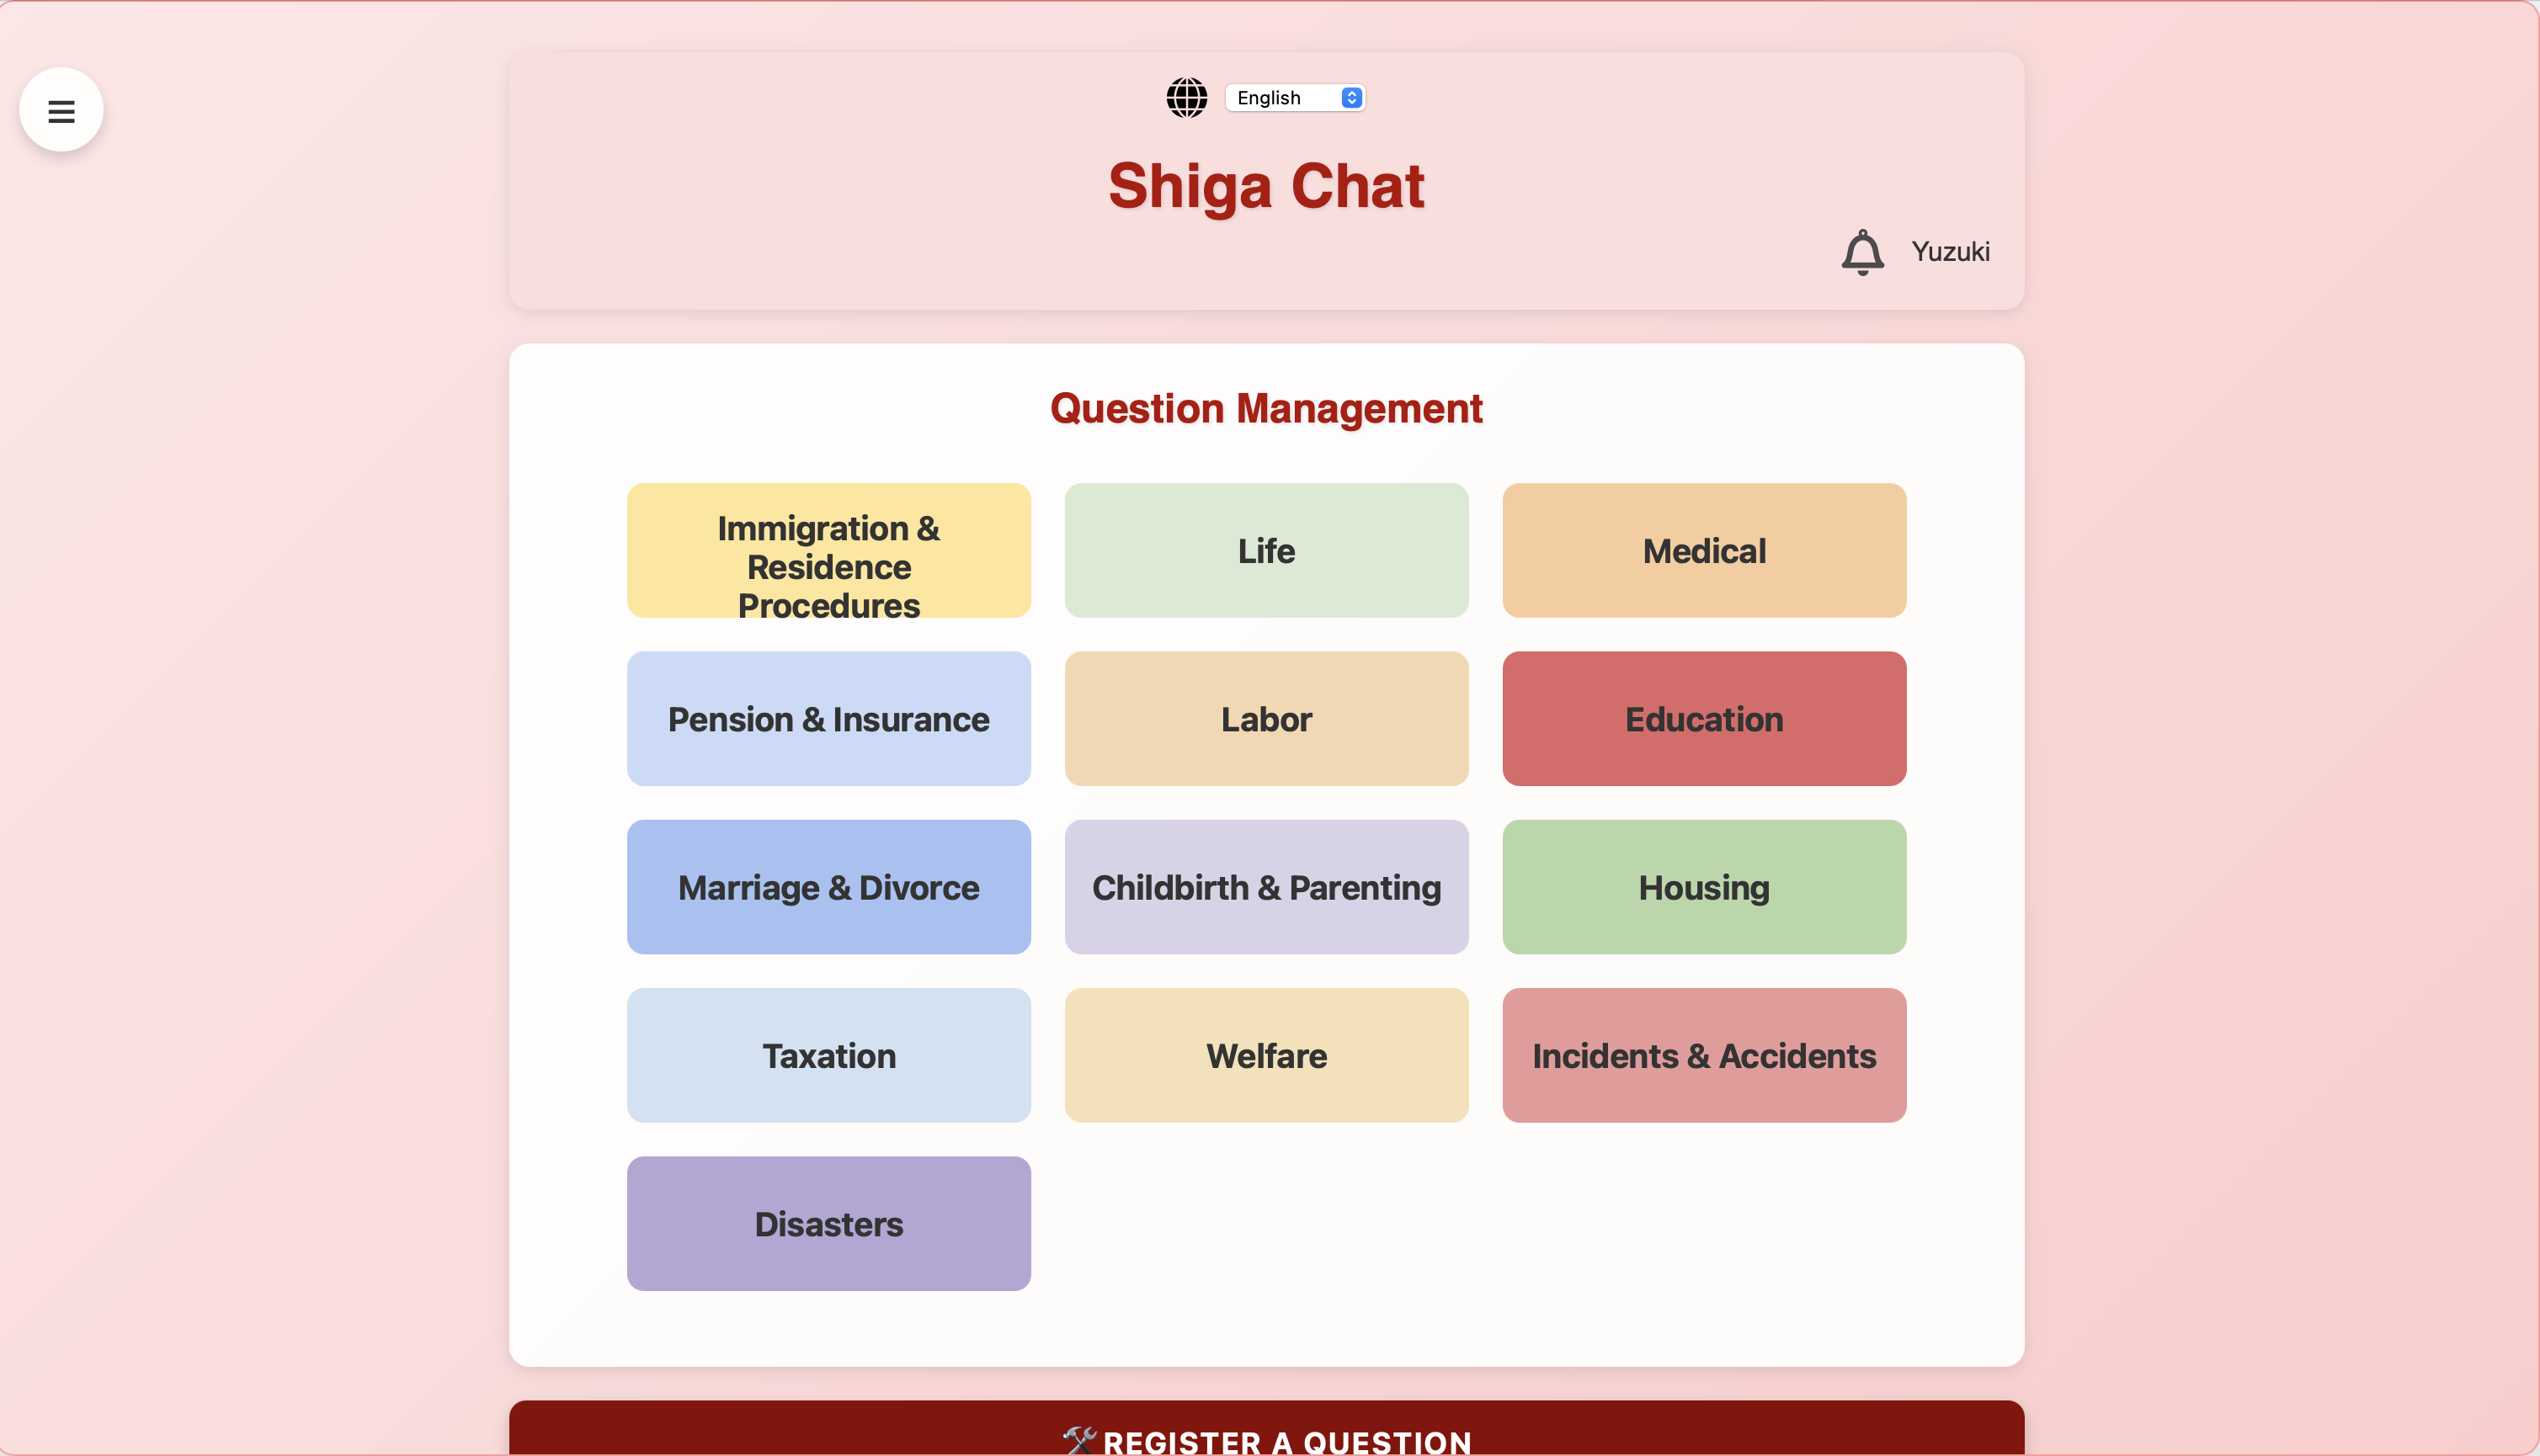 English
Shiga Chat
Yuzuki
Question Management
Immigration &
Residence
Procedures
Life
Medical
Pension & Insurance
Labor
Education
Marriage & Divorce
Childbirth & Parenting
Housing
Taxation
Welfare
Incidents & Accidents
Disasters
REGISTER A QUESTION